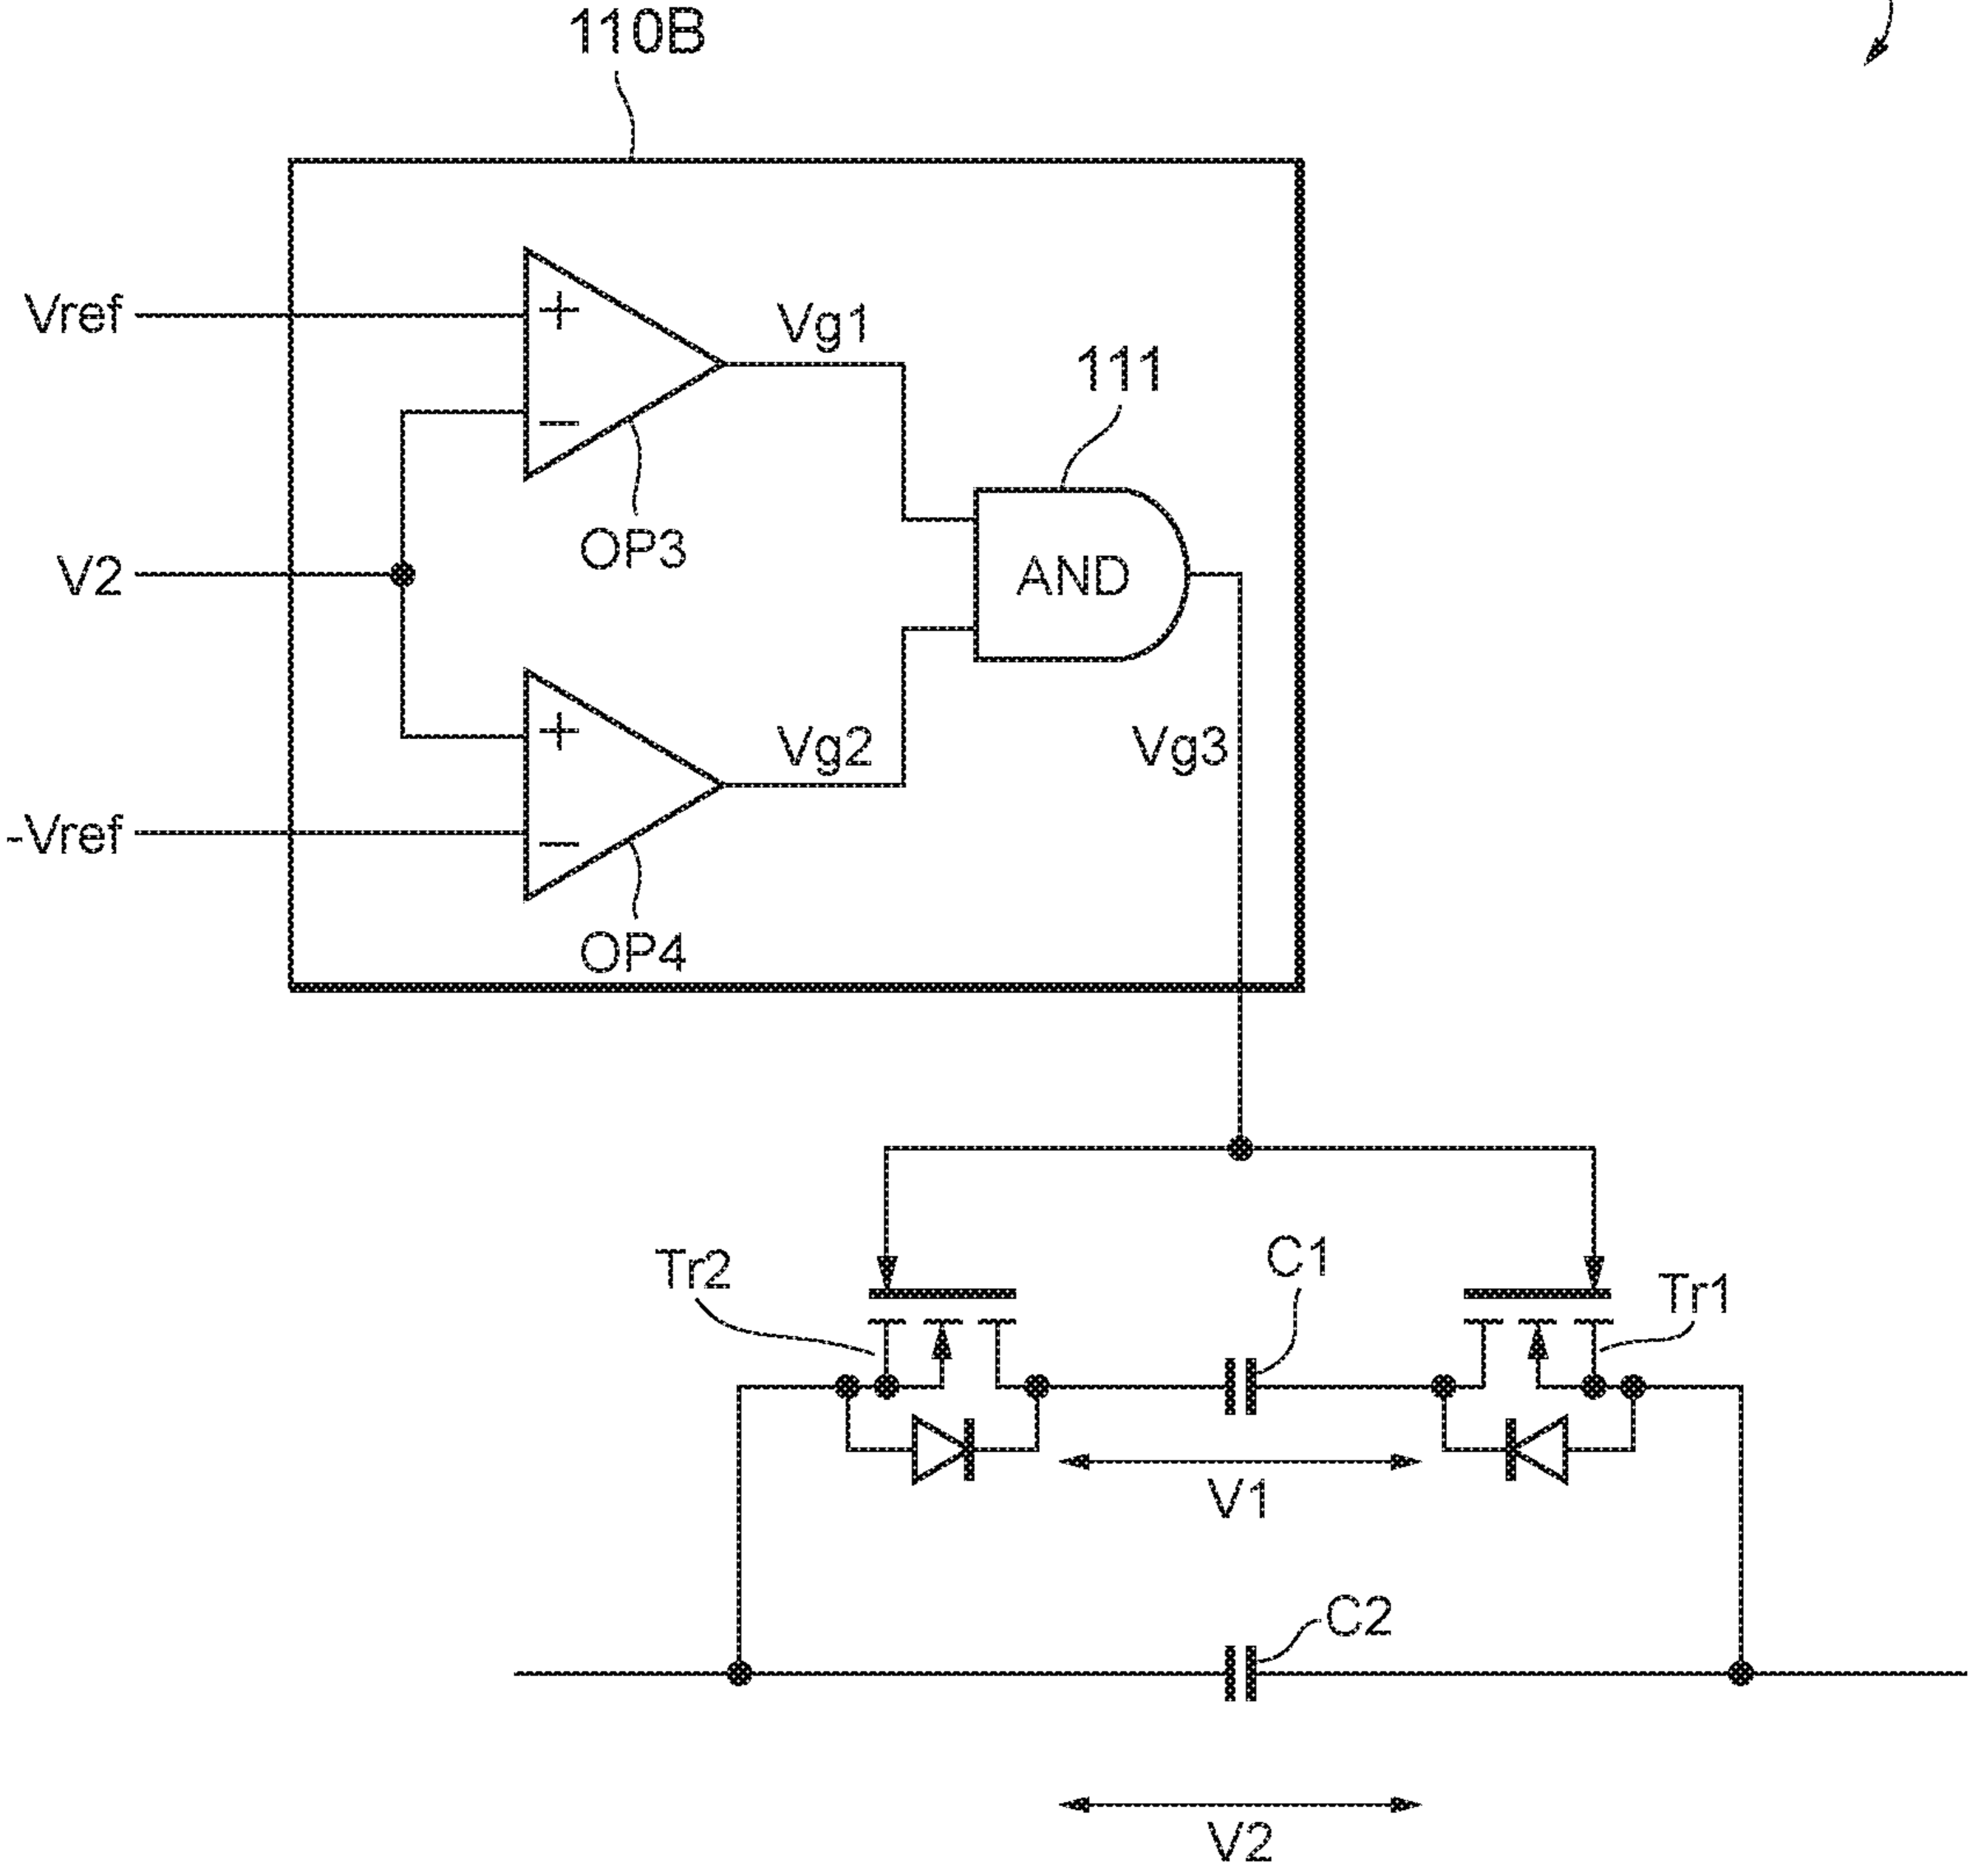 110B
Vref
+
−
Vg1
111
OP3
V2
AND
+
−
Vg2
Vg3
-Vref
OP4
Tr2
C1
Tr1
V1
C2
V2